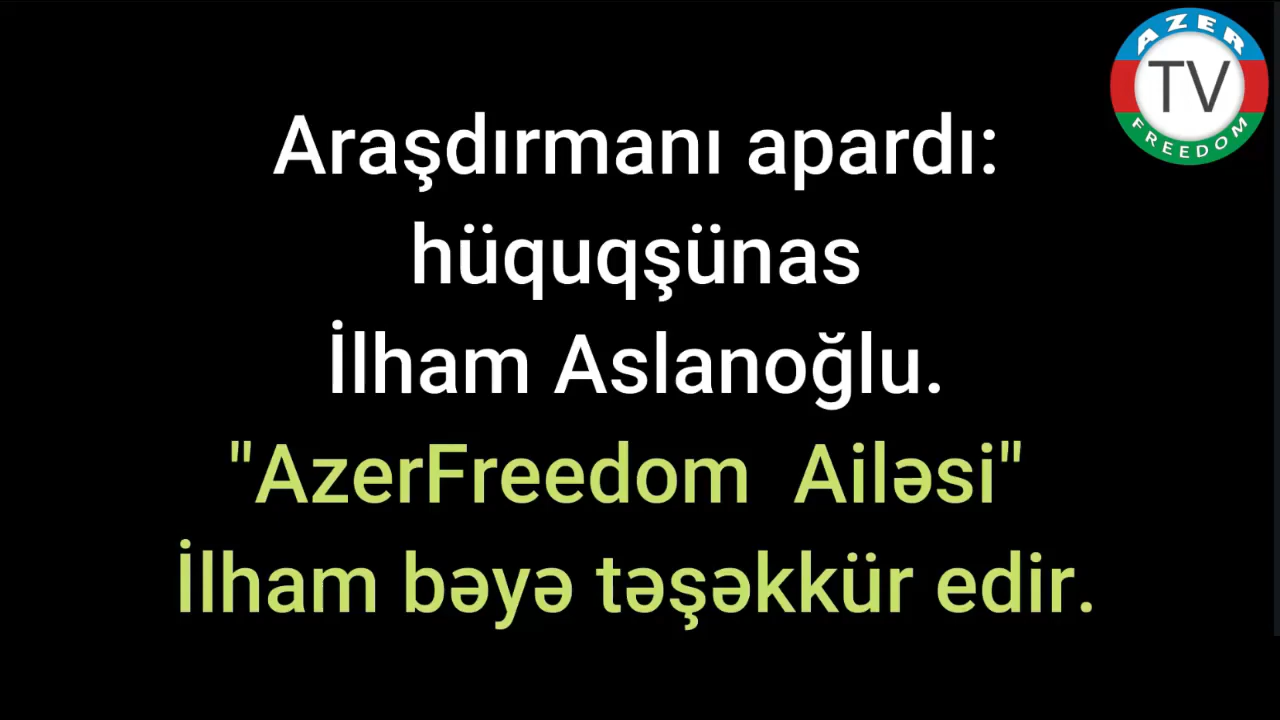 AZER
TV
FREEDOM
Araşdırmanı apardı:
hüquqşünas
İlham Aslanoğlu.
"AzerFreedom Ailəsi"
İlham bəyə təşəkkür edir.